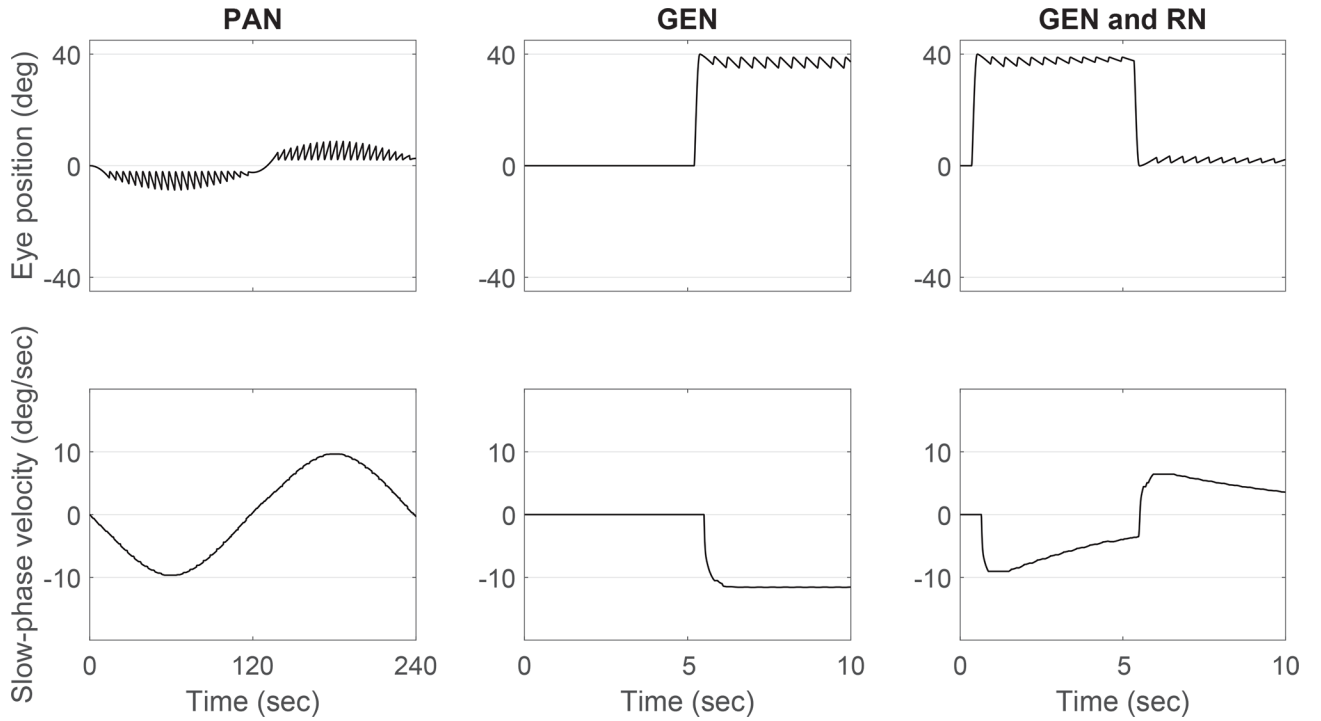 PAN
GEN
GEN and RN
Eye position (deg)
40
0
-40
40
0
-40
40
0
-40
Slow-phase velocity (deg/sec)
10
0
-10
10
0
-10
10
0
-10
0 120 240
0 5 10
0 5 10
Time (sec)
Time (sec)
Time (sec)